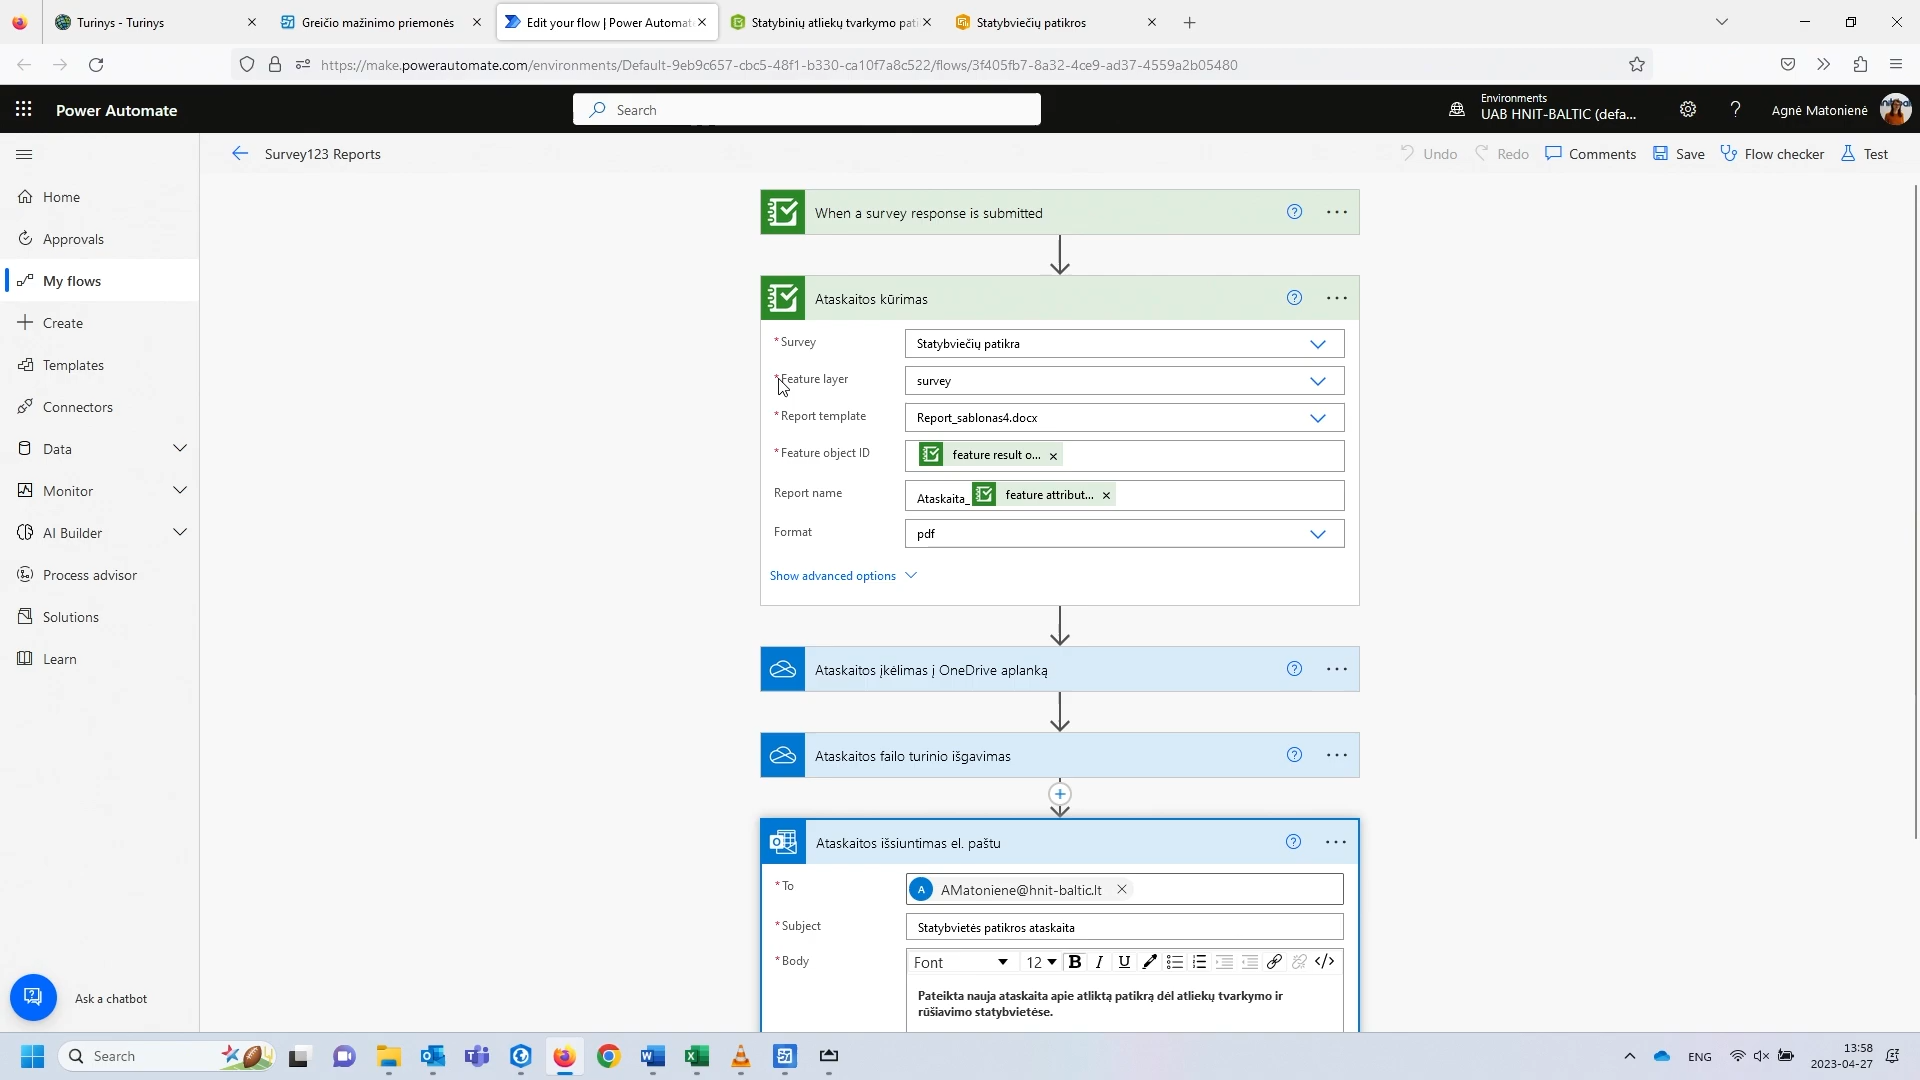 Turinys - Turinys
Greičio mažinimo priemonės
Edit your flow | Power Automat
Statybinių atliekų tvarkymo pati
Statybviečių patikros
https://make.powerautomate.com/environments/Default-9eb9c657-cbc5-48f1-b330-ca10f7a8c522/flows/3f405fb7-8a32-4ce9-ad37-4559a2b05480
Power Automate
Search
Environments
UAB HNIT-BALTIC (defa...
Agnė Matonienė
Survey123 Reports
Undo
Redo
Comments
Save
Flow checker
Test
Home
Approvals
My flows
Create
Templates
Connectors
Data
Monitor
AI Builder
Process advisor
Solutions
Learn
Ask a chatbot
When a survey response is submitted
Ataskaitos kūrimas
* Survey
Statybviečių patikra
* Feature layer
survey
* Report template
Report_sablonas4.docx
* Feature object ID
feature result o... ×
Report name
Ataskaita_ feature attribut... ×
Format
pdf
Show advanced options
Ataskaitos įkėlimas į OneDrive aplanką
Ataskaitos failo turinio išgavimas
Ataskaitos išsiuntimas el. paštu
* To
A AMatoniene@hnit-baltic.lt
* Subject
Statybvietės patikros ataskaita
* Body
Font 12 B I U </>
Pateikta nauja ataskaita apie atliktą patikrą dėl atliekų tvarkymo ir
rūšiavimo statybvietėse.
Search
ENG
13:58
2023-04-27